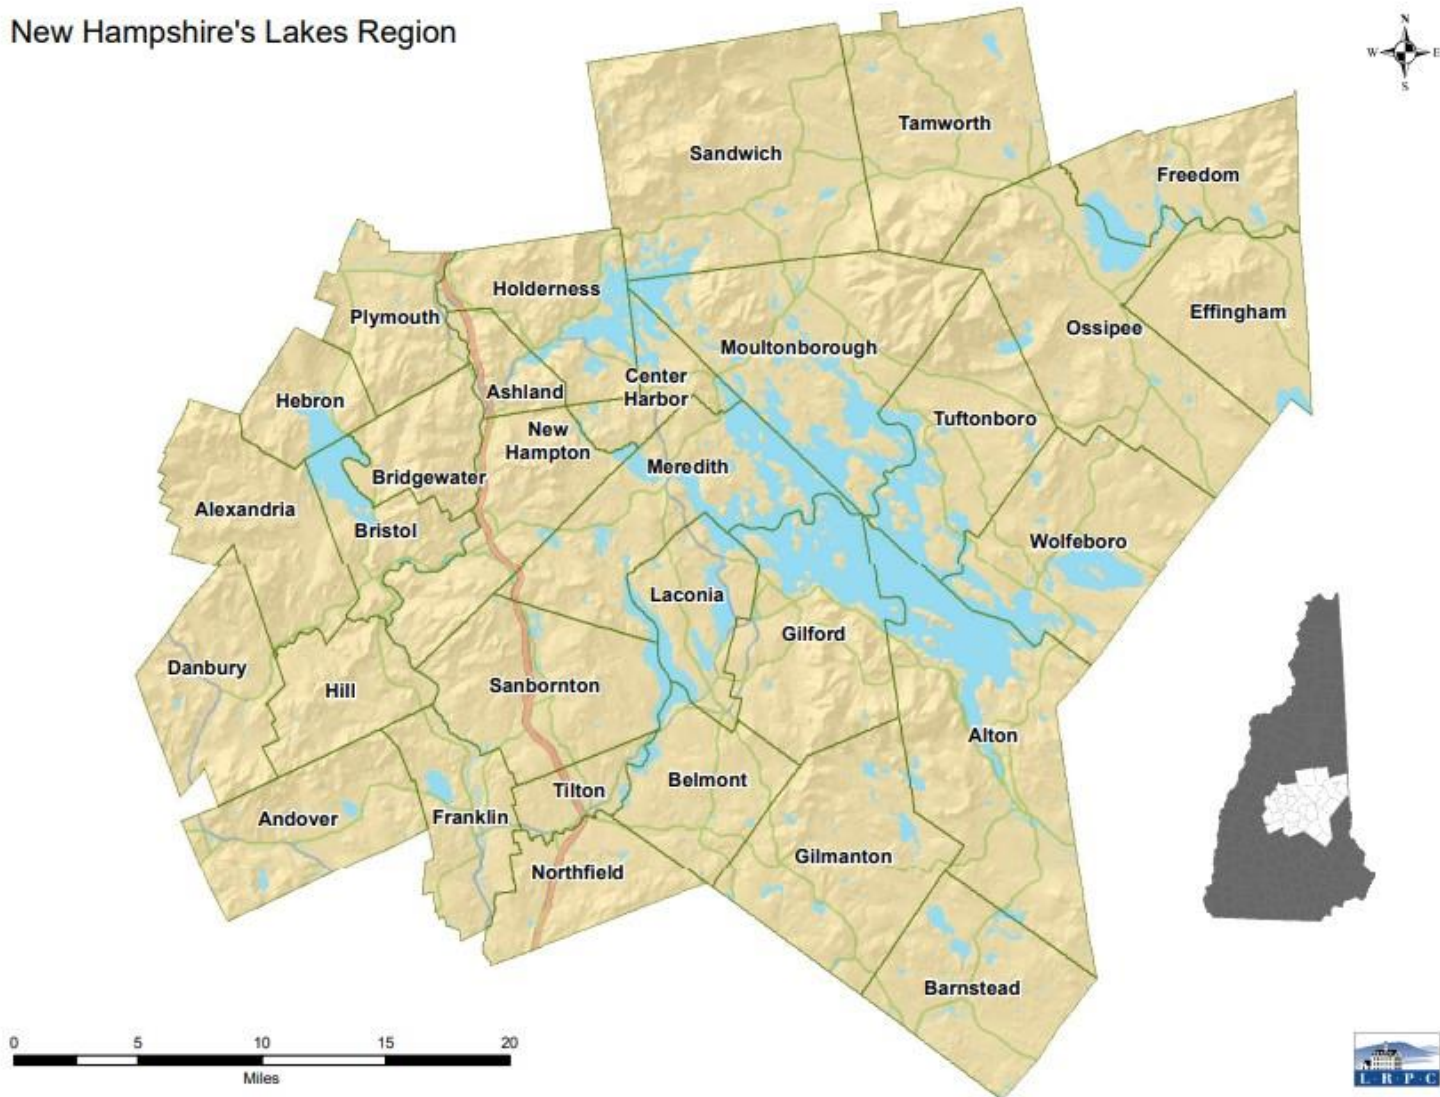 New Hampshire's Lakes Region
N
W
E
S
Tamworth
Sandwich
Freedom
Holderness
Plymouth
Effingham
Ossipee
Moultonborough
Center
Harbor
Ashland
Hebron
Tuftonboro
New
Hampton
Meredith
Bridgewater
Alexandria
Bristol
Wolfeboro
Laconia
Gilford
Danbury
Hill
Sanbornton
Alton
Belmont
Tilton
Andover
Franklin
Gilmanton
Northfield
Barnstead
0 5 10 15 20
Miles
L·R·P·C